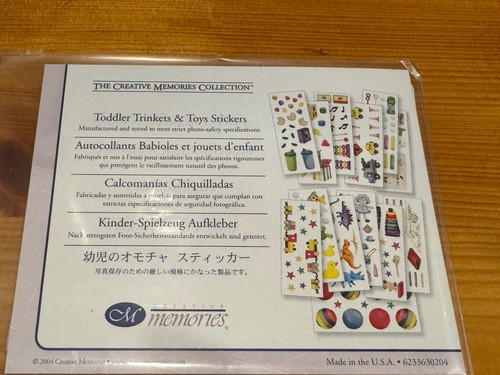 THE CREATIVE MEMORIES COLLECTION™
Toddler Trinkets & Toys Stickers
Manufactured and tested to meet strict photo-safety specifications.
Autocollants Babioles et jouets d'enfant
Fabriqués et mis à l'essai pour satisfaire les spécifications rigoureuses
qui protègent le vieillissement naturel des photos.
Calcomanías Chiquilladas
Fabricadas y sometidas a pruebas para asegurar que cumplan con
estrictas especificaciones de seguridad fotográfica.
Kinder-Spielzeug Aufkleber
Nach strengsten Foto-Sicherheitsstandards entwickelt und getestet.
幼児のオモチャ スティッカー
写真保存のための厳しい規格にかなった製品です。
CM
CREATIVE
memories®
© 2004 Creative Memories • www.creativememories.com
Made in the U.S.A. • 6233630204